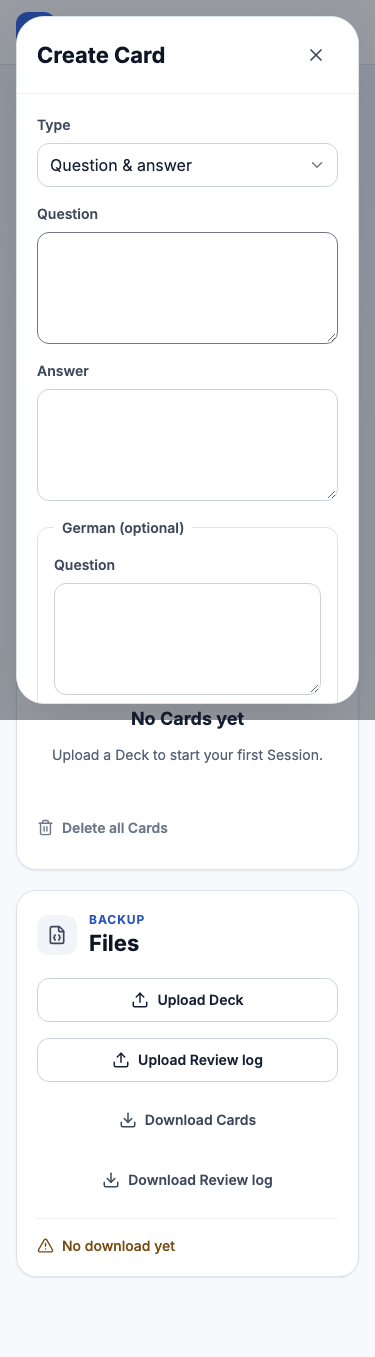 Create Card
Type
Question & answer
Question
Answer
German (optional)
Question
No Cards yet
Upload a Deck to start your first Session.
Delete all Cards
BACKUP
Files
Upload Deck
Upload Review log
Download Cards
Download Review log
No download yet